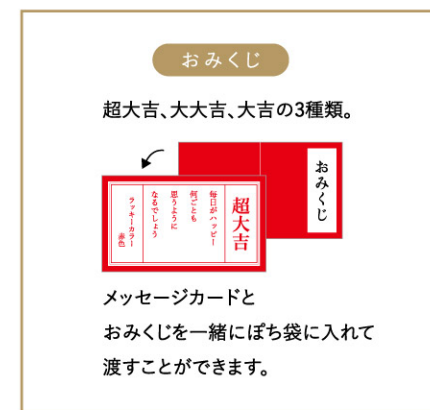 おみくじ
超大吉、大大吉、大吉の3種類。
おみくじ
超大吉
毎日がハッピー
何ごとも
思うように
なるでしょう
ラッキーカラー
赤色
メッセージカードと
おみくじを一緒にぽち袋に入れて
渡すことができます。